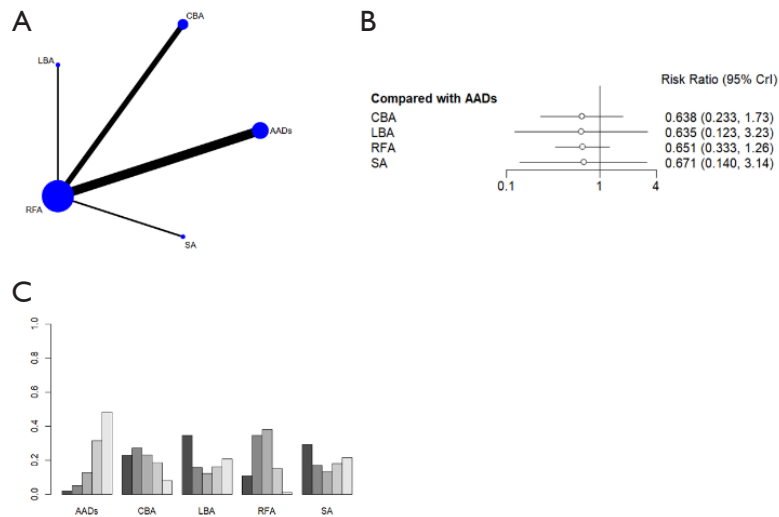 A
CBA
LBA
AADs
RFA
SA
B
Risk Ratio (95% CrI)
Compared with AADs
CBA 0.638 (0.233, 1.73)
LBA 0.635 (0.123, 3.23)
RFA 0.651 (0.333, 1.26)
SA 0.671 (0.140, 3.14)
0.1 1 4
C
1.0
0.8
0.6
0.4
0.2
0.0
AADs CBA LBA RFA SA